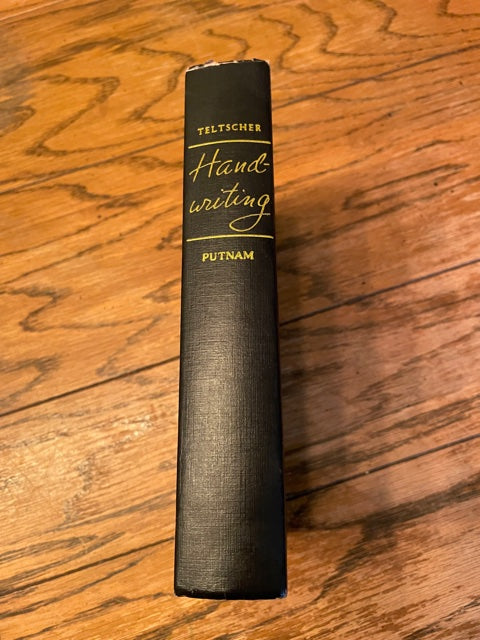 TELTSCHER
Hand-
writing
PUTNAM